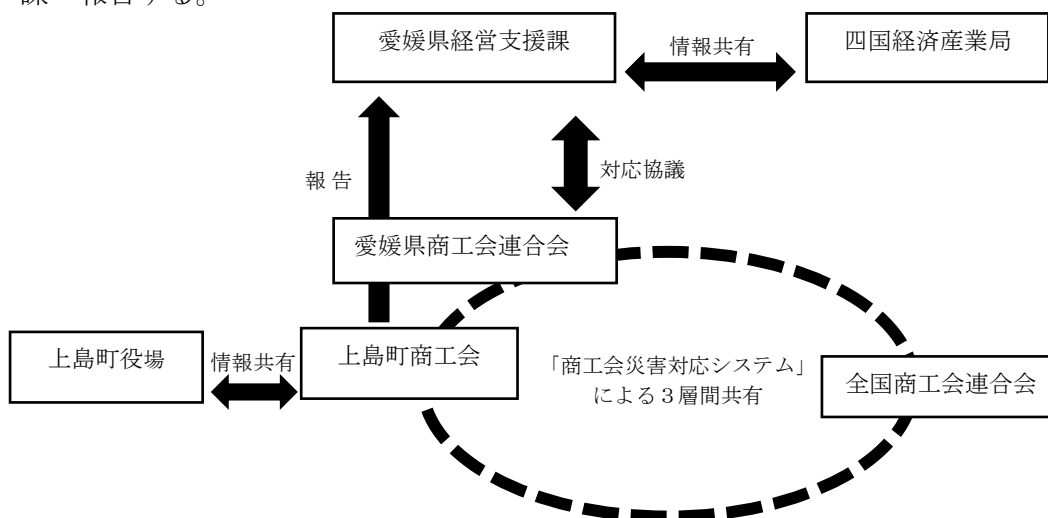 課へ報告する。
愛媛県経営支援課
情報共有
四国経済産業局
報 告
対応協議
愛媛県商工会連合会
上島町役場
情報共有
上島町商工会
「商工会災害対応システム」
による３層間共有
全国商工会連合会